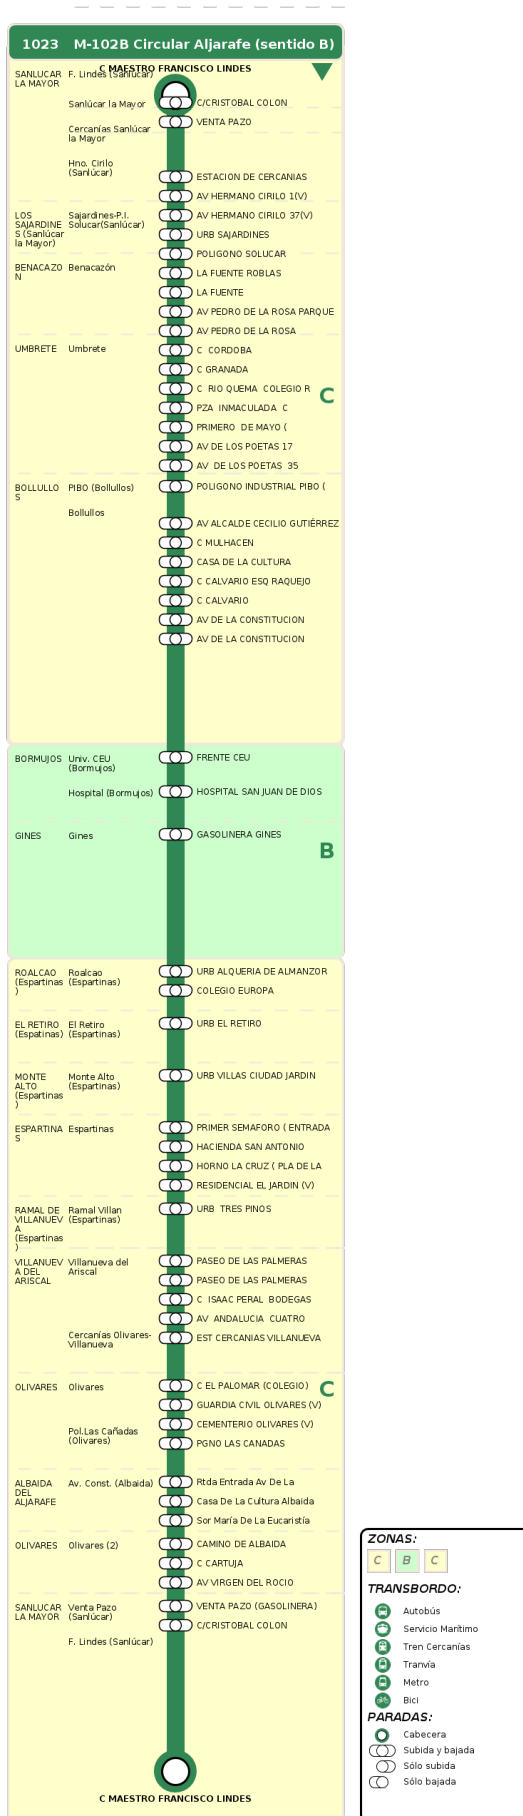 1023 M-102B Circular Aljarafe (sentido B)
C MAESTRO FRANCISCO LINDES
SANLUCAR
LA MAYOR
F. Lindes (Sanlúcar)
Sanlúcar la Mayor
C/CRISTOBAL COLON
VENTA PAZO
Cercanías Sanlúcar
la Mayor
Hno. Cirilo
(Sanlúcar)
ESTACION DE CERCANIAS
AV HERMANO CIRILO 1(V)
LOS
SAJARDINE
S (Sanlúcar
la Mayor)
Sajardines-P.I.
Solucar(Sanlúcar)
AV HERMANO CIRILO 37(V)
URB SAJARDINES
POLIGONO SOLUCAR
BENACAZO
N
Benacazón
LA FUENTE ROBLAS
LA FUENTE
AV PEDRO DE LA ROSA PARQUE
AV PEDRO DE LA ROSA
UMBRETE
Umbrete
C  CORDOBA
C GRANADA
C  RIO QUEMA  COLEGIO R
C
PZA  INMACULADA  C
PRIMERO  DE MAYO (
AV DE LOS POETAS 17
AV  DE LOS POETAS  35
BOLLULLO
S
PIBO (Bollullos)
POLIGONO INDUSTRIAL PIBO (
Bollullos
AV ALCALDE CECILIO GUTIÉRREZ
C MULHACEN
CASA DE LA CULTURA
C CALVARIO ESQ RAQUEJO
C CALVARIO
AV DE LA CONSTITUCION
AV DE LA CONSTITUCION
BORMUJOS
Univ. CEU
(Bormujos)
FRENTE CEU
Hospital (Bormujos)
HOSPITAL SAN JUAN DE DIOS
GINES
Gines
GASOLINERA GINES
B
ROALCAO
(Espartinas
)
Roalcao
(Espartinas)
URB ALQUERIA DE ALMANZOR
COLEGIO EUROPA
EL RETIRO
(Espatinas)
El Retiro
(Espartinas)
URB EL RETIRO
MONTE
ALTO
(Espartinas
)
Monte Alto
(Espartinas)
URB VILLAS CIUDAD JARDIN
ESPARTINA
S
Espartinas
PRIMER SEMAFORO ( ENTRADA
HACIENDA SAN ANTONIO
HORNO LA CRUZ ( PLA DE LA
RESIDENCIAL EL JARDIN (V)
RAMAL DE
VILLANUEV
A
(Espartinas
)
Ramal Villan
(Espartinas)
URB  TRES PINOS
VILLANUEV
A DEL
ARISCAL
Villanueva del
Ariscal
PASEO DE LAS PALMERAS
PASEO DE LAS PALMERAS
C  ISAAC PERAL  BODEGAS
AV  ANDALUCIA  CUATRO
Cercanías Olivares-
Villanueva
EST CERCANIAS VILLANUEVA
OLIVARES
Olivares
C EL PALOMAR (COLEGIO)
C
GUARDIA CIVIL OLIVARES (V)
CEMENTERIO OLIVARES (V)
Pol.Las Cañadas
(Olivares)
PGNO LAS CANADAS
ALBAIDA
DEL
ALJARAFE
Av. Const. (Albaida)
Rtda Entrada Av De La
Casa De La Cultura Albaida
Sor María De La Eucaristía
OLIVARES
Olivares (2)
CAMINO DE ALBAIDA
C CARTUJA
AV VIRGEN DEL ROCIO
SANLUCAR
LA MAYOR
Venta Pazo
(Sanlúcar)
VENTA PAZO (GASOLINERA)
C/CRISTOBAL COLON
F. Lindes (Sanlúcar)
C MAESTRO FRANCISCO LINDES
ZONAS:
C B C
TRANSBORDO:
Autobús
Servicio Marítimo
Tren Cercanías
Tranvía
Metro
Bici
PARADAS:
Cabecera
Subida y bajada
Sólo subida
Sólo bajada